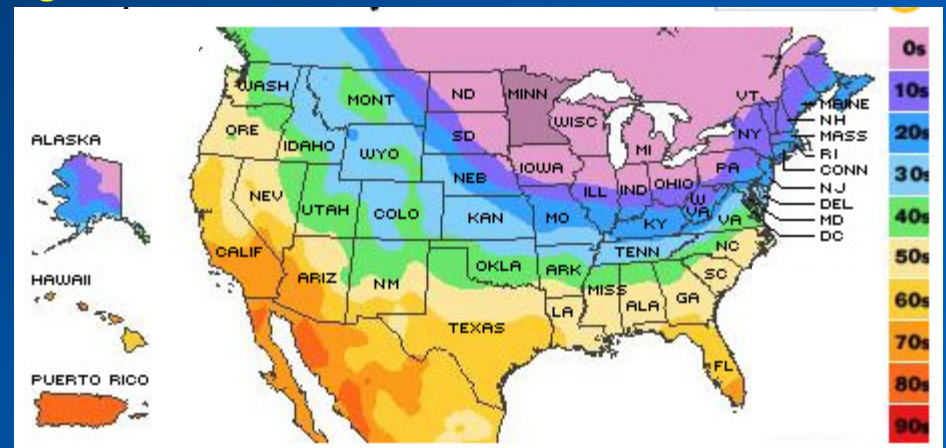 WASH
MONT
ND
MINN
VT
MAINE
NH
MASS
RI
CONN
NJ
DEL
MD
DC
ORE
IDAHO
WYO
SD
WISC
MI
NY
NEV
UTAH
COLO
NEB
IOWA
ILL
IND
OHIO
PA
W
VA
VA
KAN
MO
KY
CALIF
ARIZ
NM
OKLA
ARK
TENN
NC
SC
MISS
ALA
GA
LA
TEXAS
FL
ALASKA
HAWAII
PUERTO RICO
0s
10s
20s
30s
40s
50s
60s
70s
80s
90s